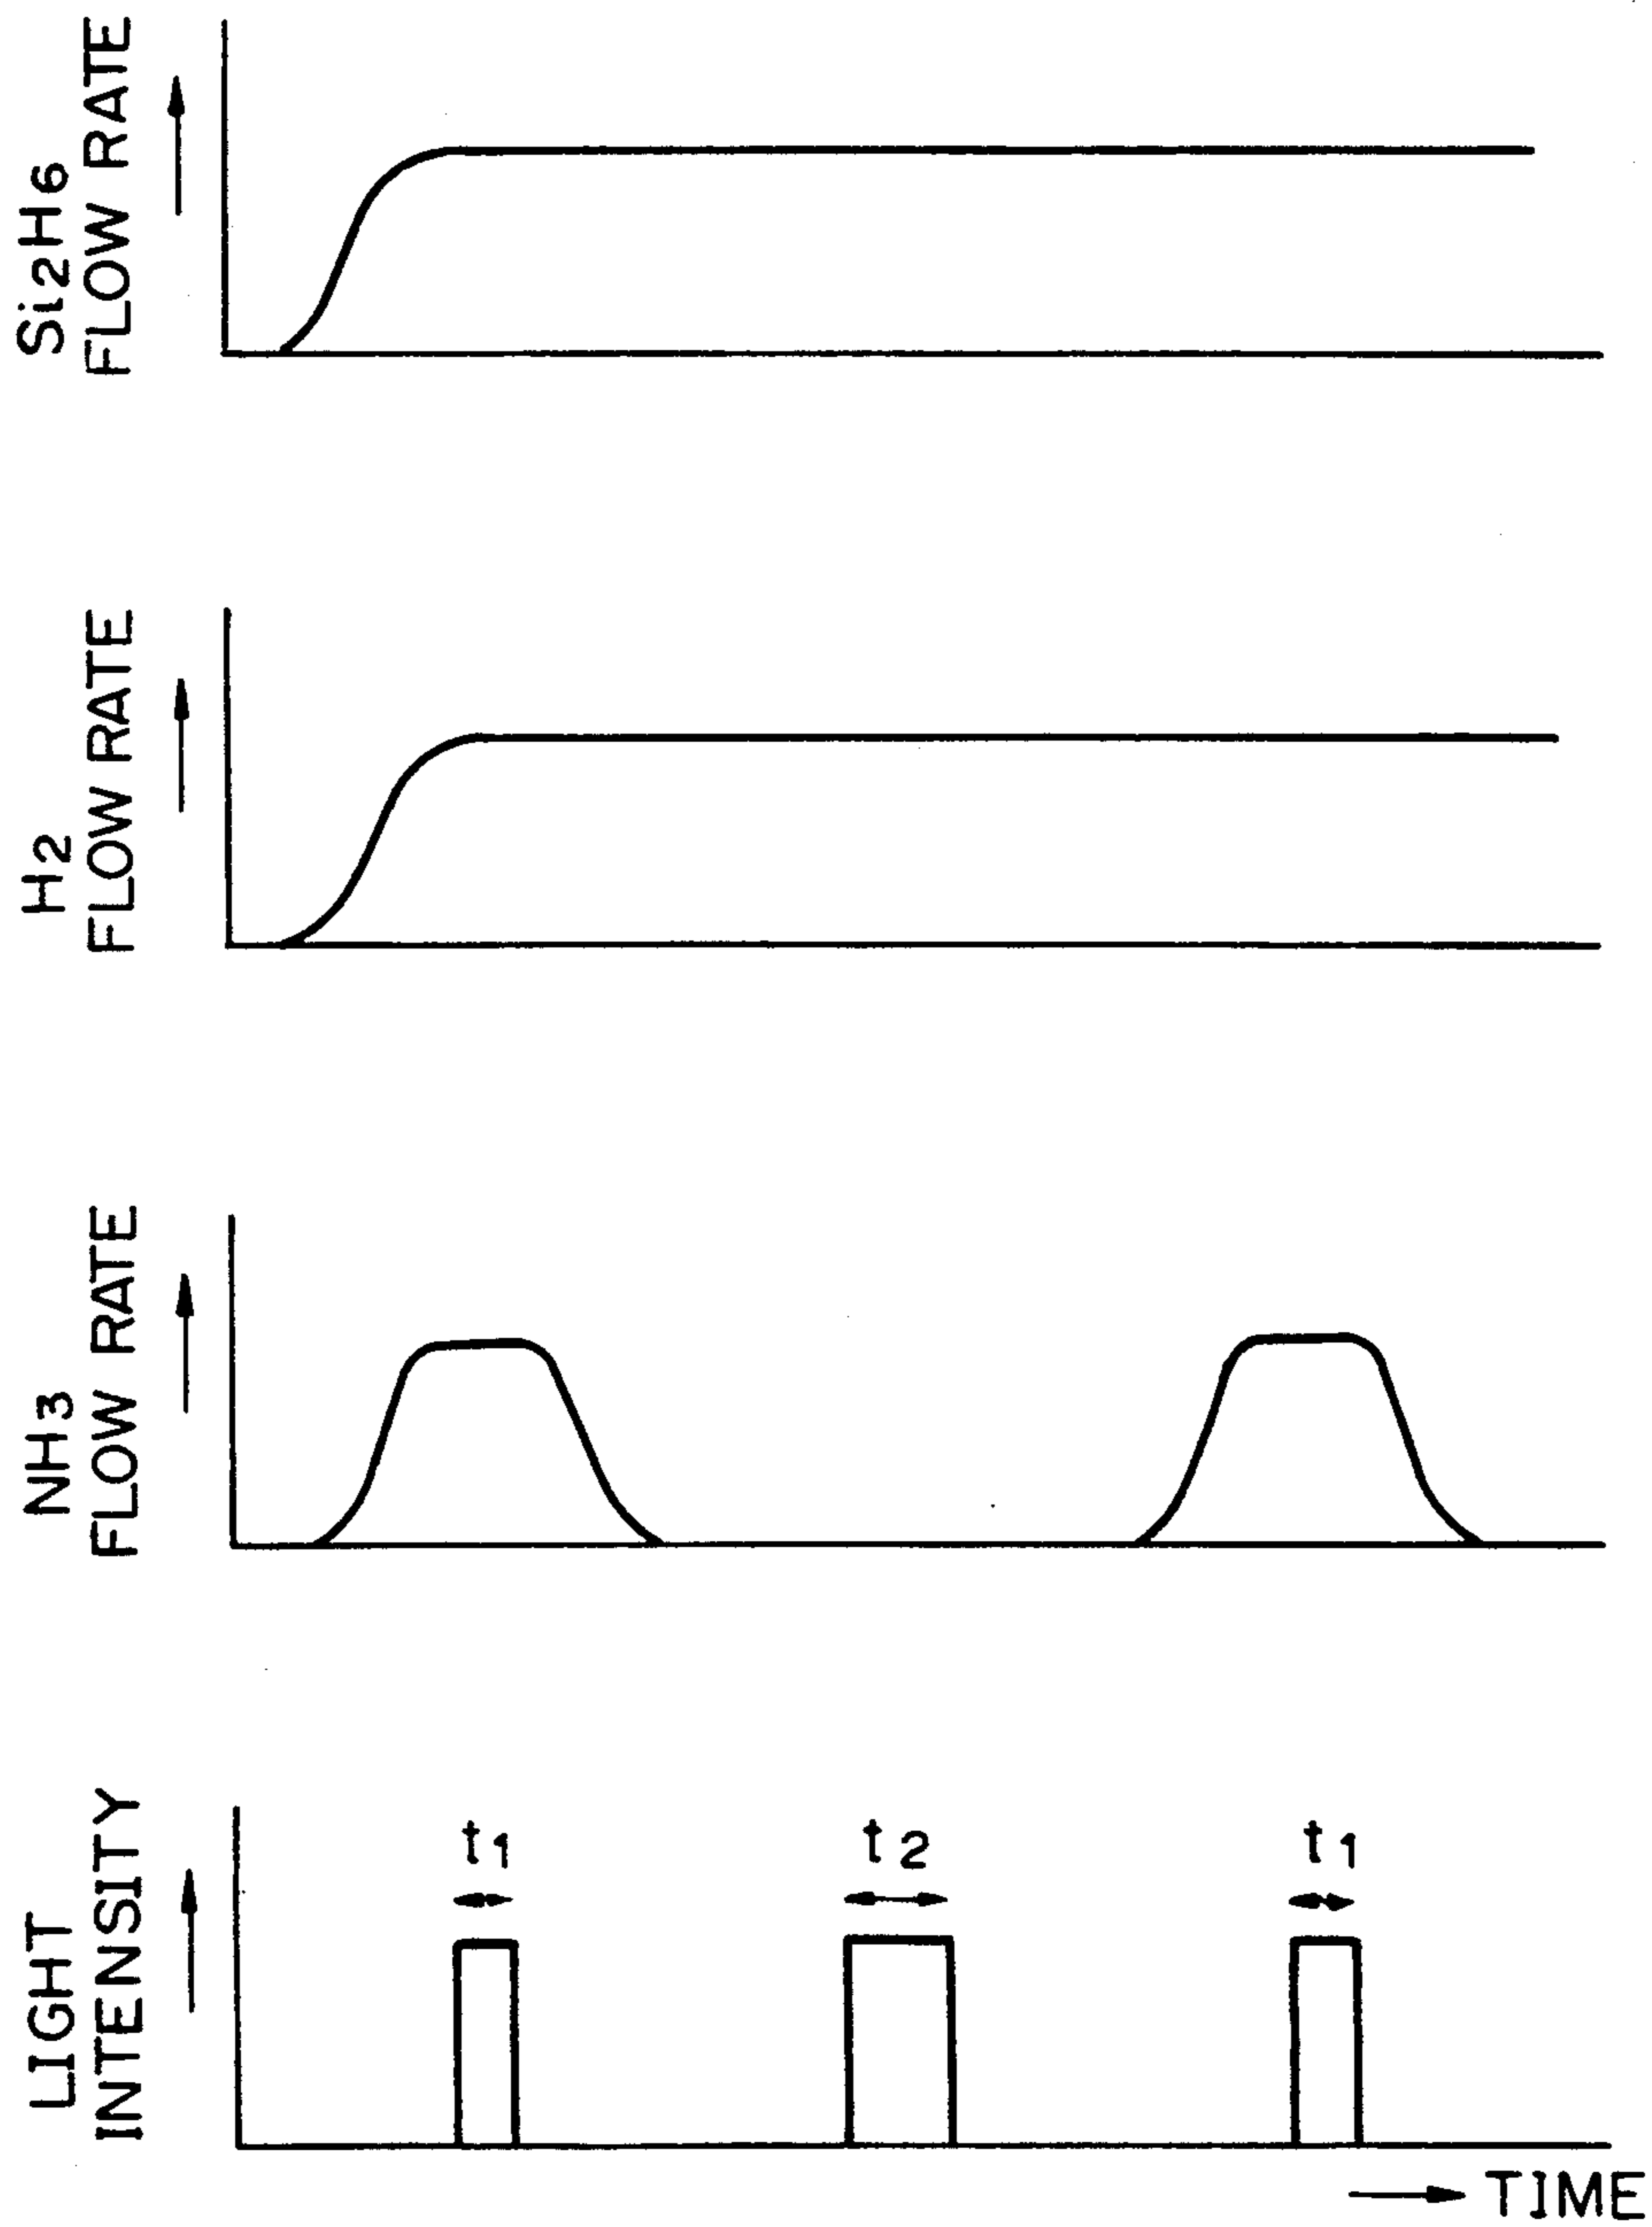 Si2H6
FLOW RATE
H2
FLOW RATE
NH3
FLOW RATE
LIGHT
INTENSITY
t1
t2
t1
TIME